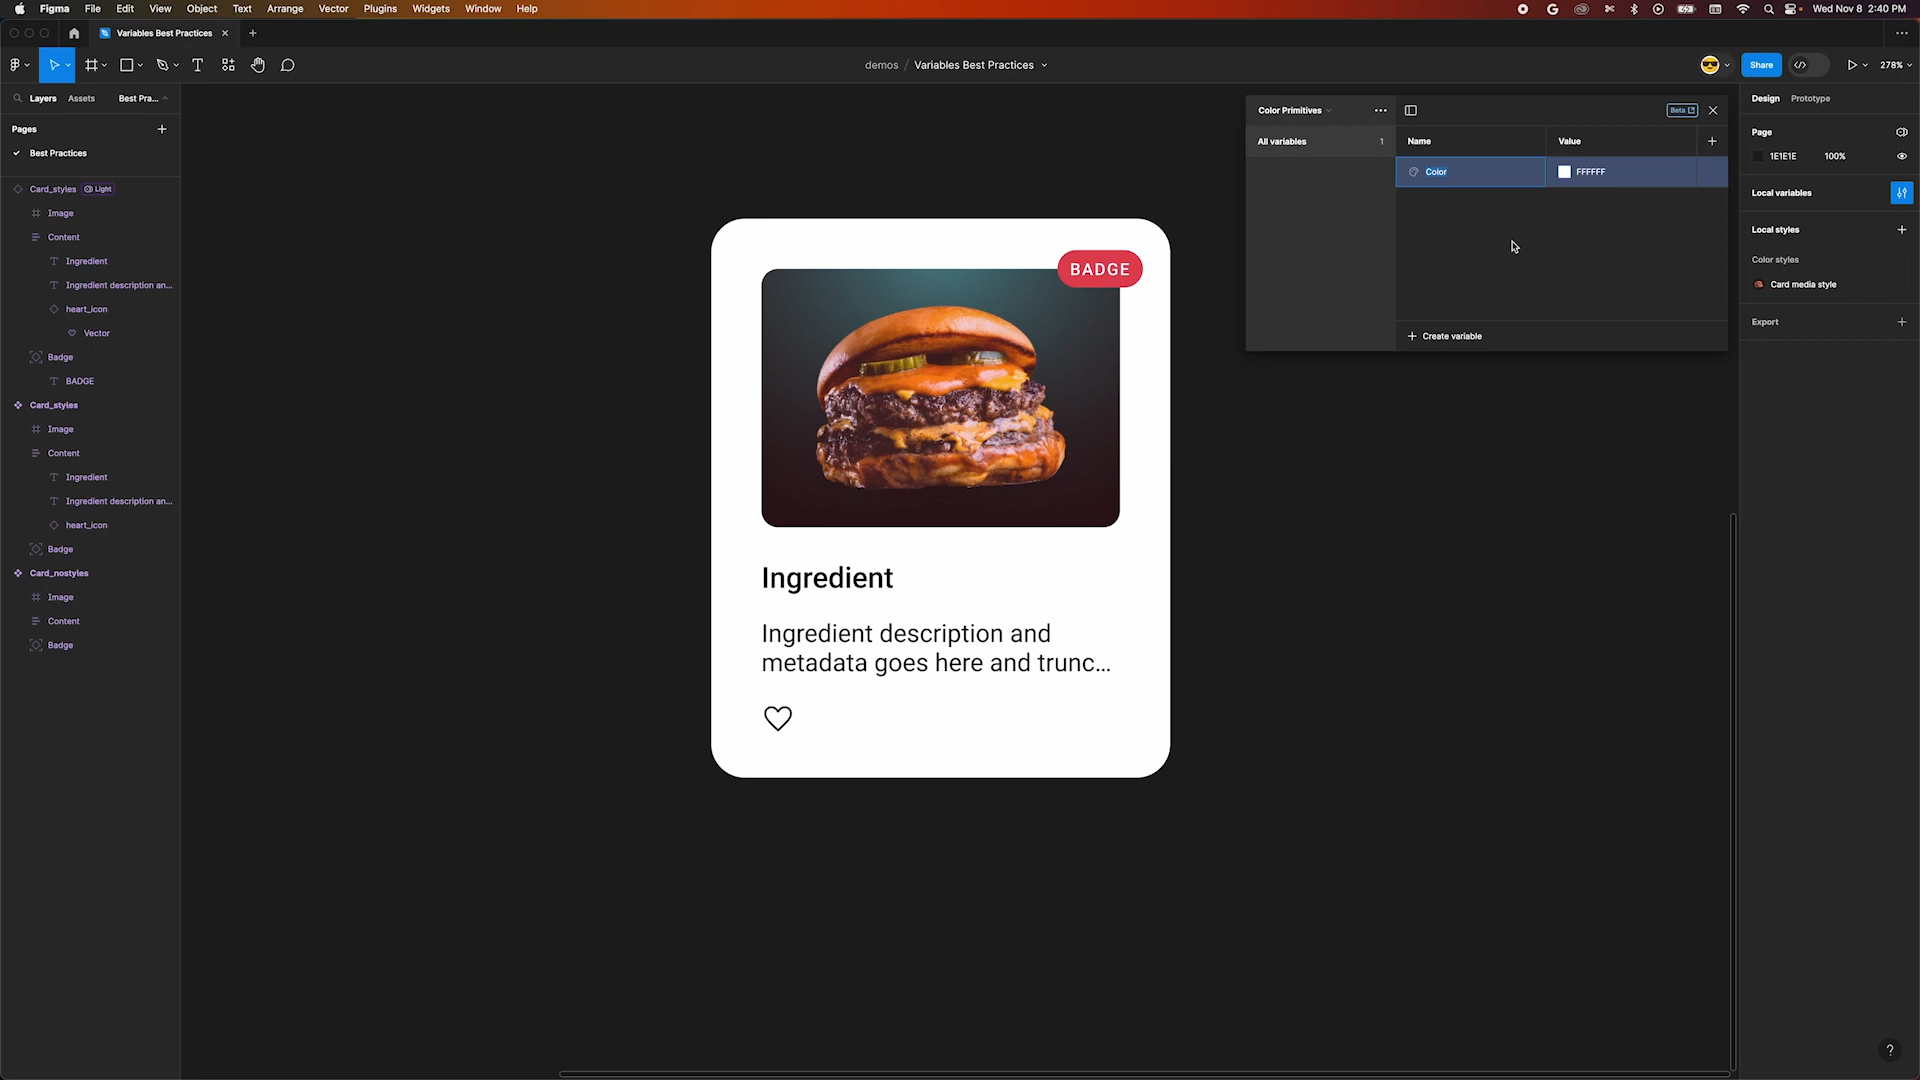 Figma File Edit View Object Text Arrange Vector Plugins Widgets Window Help
Wed Nov 8 2:40 PM
Variables Best Practices
demos / Variables Best Practices
Share
278%
Layers Assets Best Pra...
Pages
Best Practices
Card_styles Light
Image
Content
Ingredient
Ingredient description an...
heart_icon
Vector
Badge
BADGE
Card_styles
Image
Content
Ingredient
Ingredient description an...
heart_icon
Badge
Card_nostyles
Image
Content
Badge
BADGE
Ingredient
Ingredient description and
metadata goes here and trunc...
Color Primitives
Beta
All variables 1
Name Value
Color FFFFFF
Create variable
Design Prototype
Page
1E1E1E 100%
Local variables
Local styles
Color styles
Card media style
Export
?